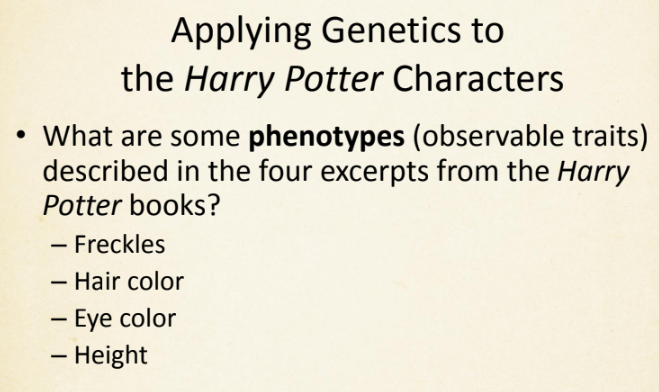 Applying Genetics to
the Harry Potter Characters
• What are some phenotypes (observable traits)
described in the four excerpts from the Harry
Potter books?
– Freckles
– Hair color
– Eye color
– Height